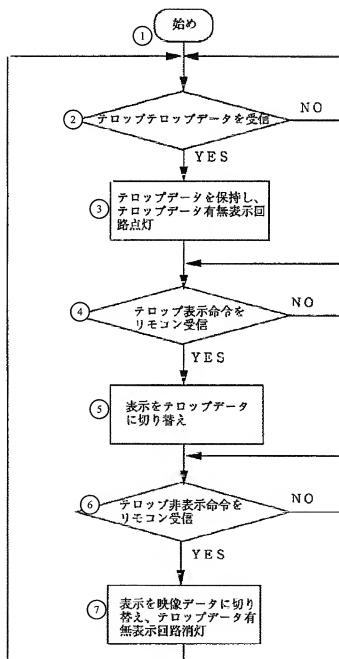 ① 始め
② テロップテロップデータを受信
NO
YES
③ テロップデータを保持し、
テロップデータ有無表示回
路点灯
④ テロップ表示命令を
リモコン受信
NO
YES
⑤ 表示をテロップデータ
に切り替え
⑥ テロップ非表示命令を
リモコン受信
NO
YES
⑦ 表示を映像データに切り
替え、テロップデータ有
無表示回路消灯